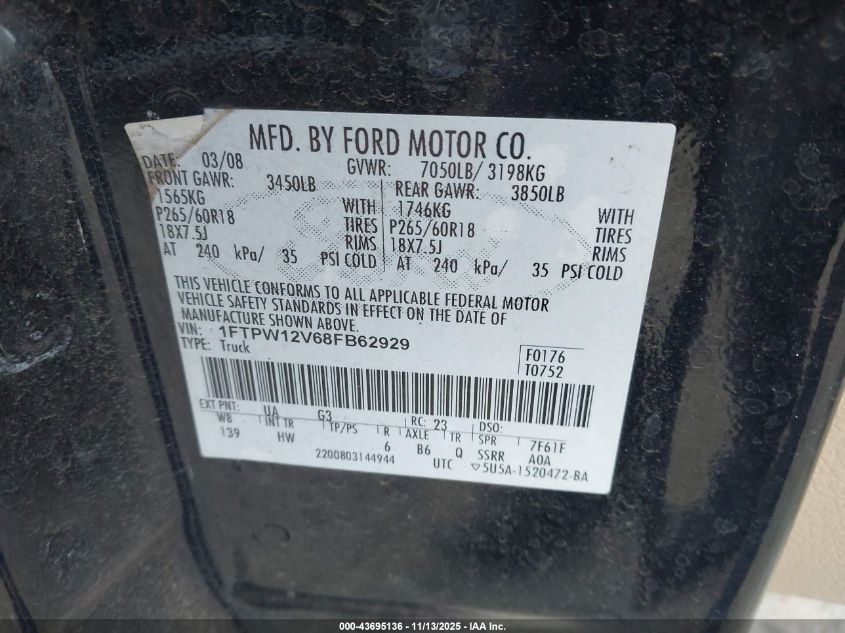 MFD. BY FORD MOTOR CO.
DATE: 03/08 GVWR: 7050LB/ 3198KG
FRONT GAWR: 3450LB REAR GAWR: 3850LB
1565KG WITH 1746KG WITH
P265/60R18 TIRES P265/60R18 TIRES
18X7.5J RIMS 18X7.5J RIMS
AT 240 kPa/ 35 PSI COLD AT 240 kPa/ 35 PSI COLD
THIS VEHICLE CONFORMS TO ALL APPLICABLE FEDERAL MOTOR
VEHICLE SAFETY STANDARDS IN EFFECT ON THE DATE OF
MANUFACTURE SHOWN ABOVE.
VIN: 1FTPW12V68FB62929
TYPE: Truck
F0176
T0752
EXT PNT: UA G3 RC: 23 DSO:
WB INT TR TP/PS R AXLE TR SPR 7F61F
139 HW 6 B6 Q SSRR A0A
2200803144944 UTC ▽5U5A-1520472-BA
000-43695136 - 11/13/2025 - IAA Inc.